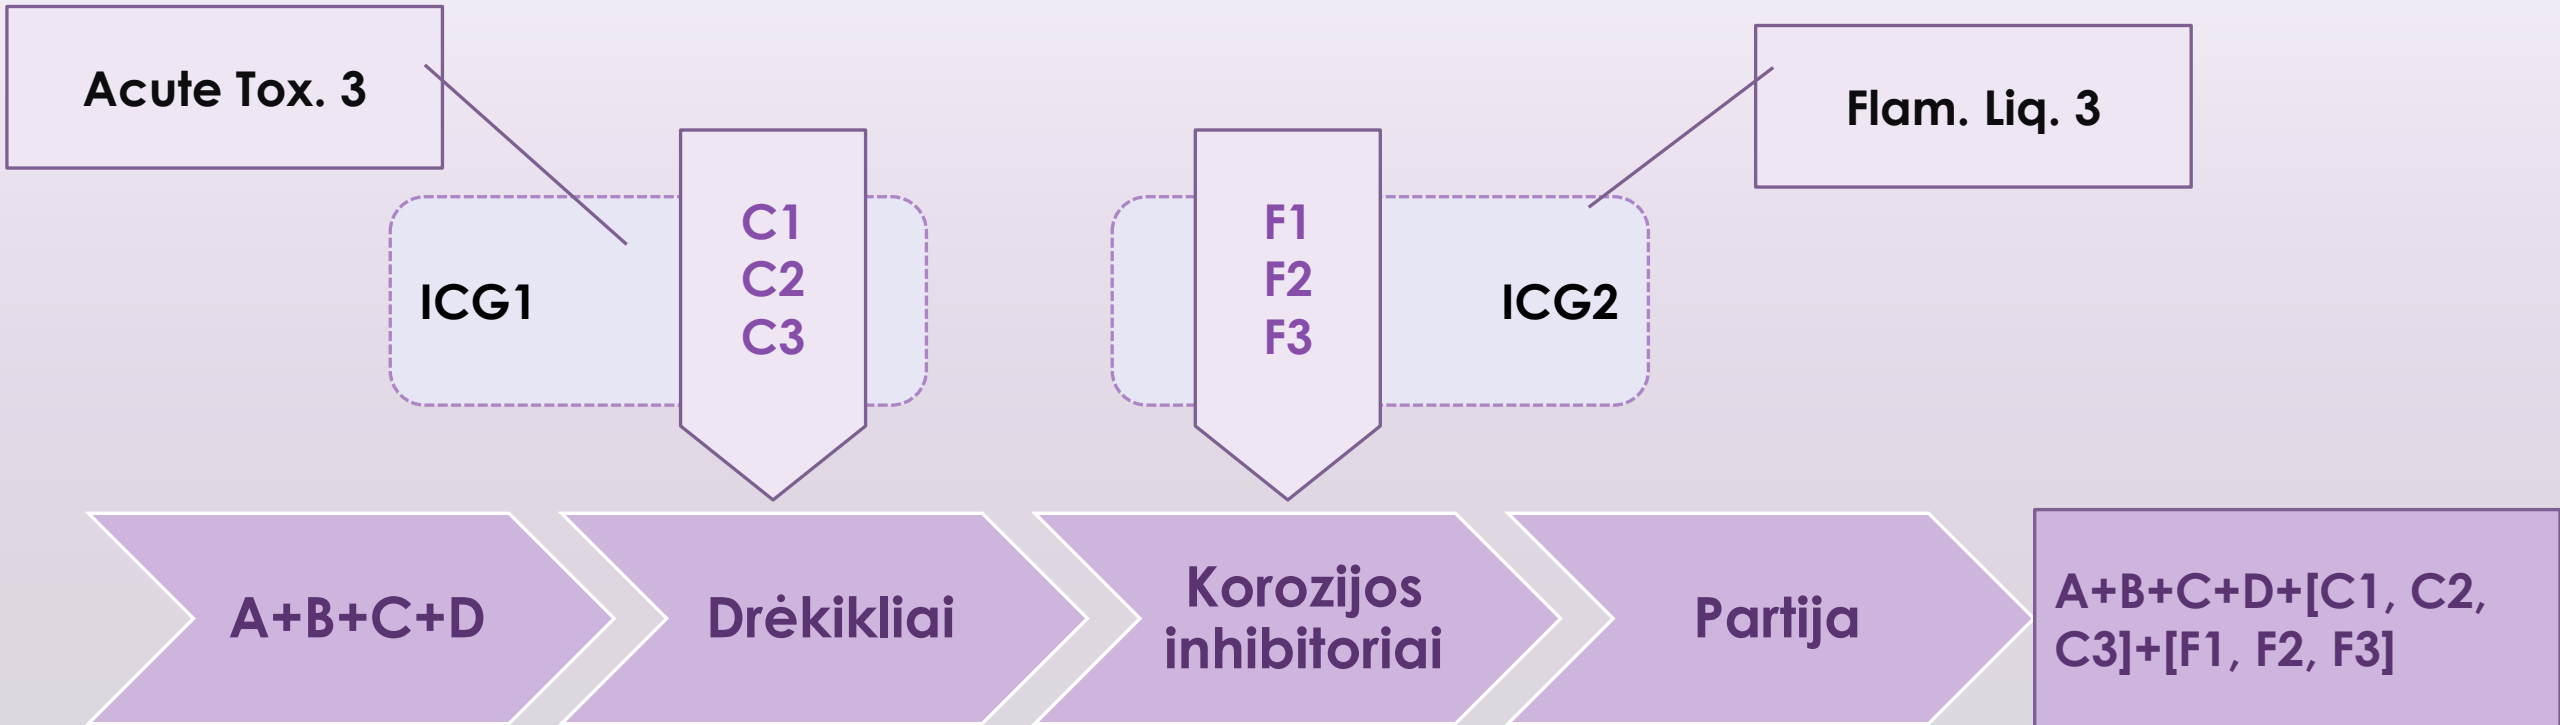 Acute Tox. 3
Flam. Liq. 3
ICG1
C1
C2
C3
F1
F2
F3
ICG2
A+B+C+D
Drėkikliai
Korozijos
inhibitoriai
Partija
A+B+C+D+[C1, C2,
C3]+[F1, F2, F3]